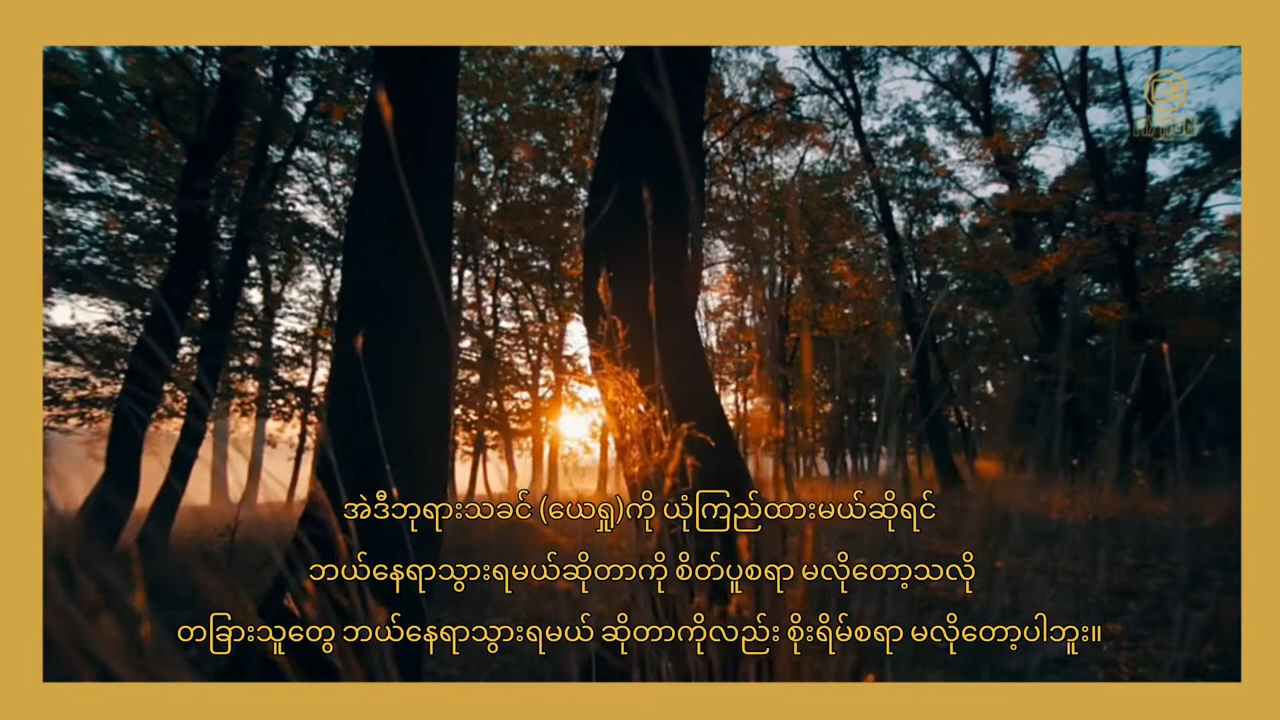 အဲဒီဘုရားသခင် (ယေရှု)ကို ယုံကြည်ထားမယ်ဆိုရင်
ဘယ်နေရာသွားရမယ်ဆိုတာကို စိတ်ပူစရာ မလိုတော့သလို
တခြားသူတွေ ဘယ်နေရာသွားရမယ် ဆိုတာကိုလည်း စိုးရိမ်စရာ မလိုတော့ပါဘူး။